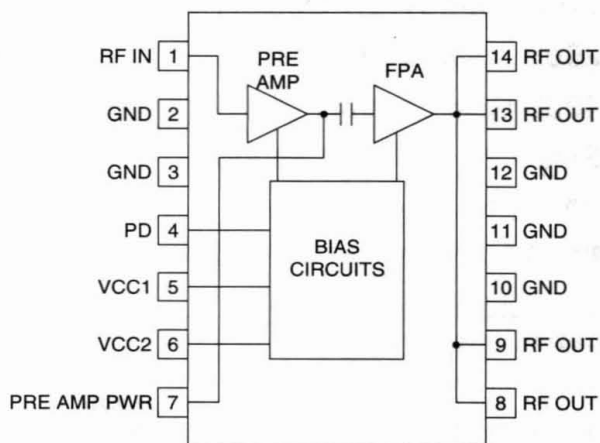 PRE
AMP
FPA
RF IN 1
GND 2
GND 3
PD 4
VCC1 5
VCC2 6
PRE AMP PWR 7
BIAS
CIRCUITS
14 RF OUT
13 RF OUT
12 GND
11 GND
10 GND
9 RF OUT
8 RF OUT